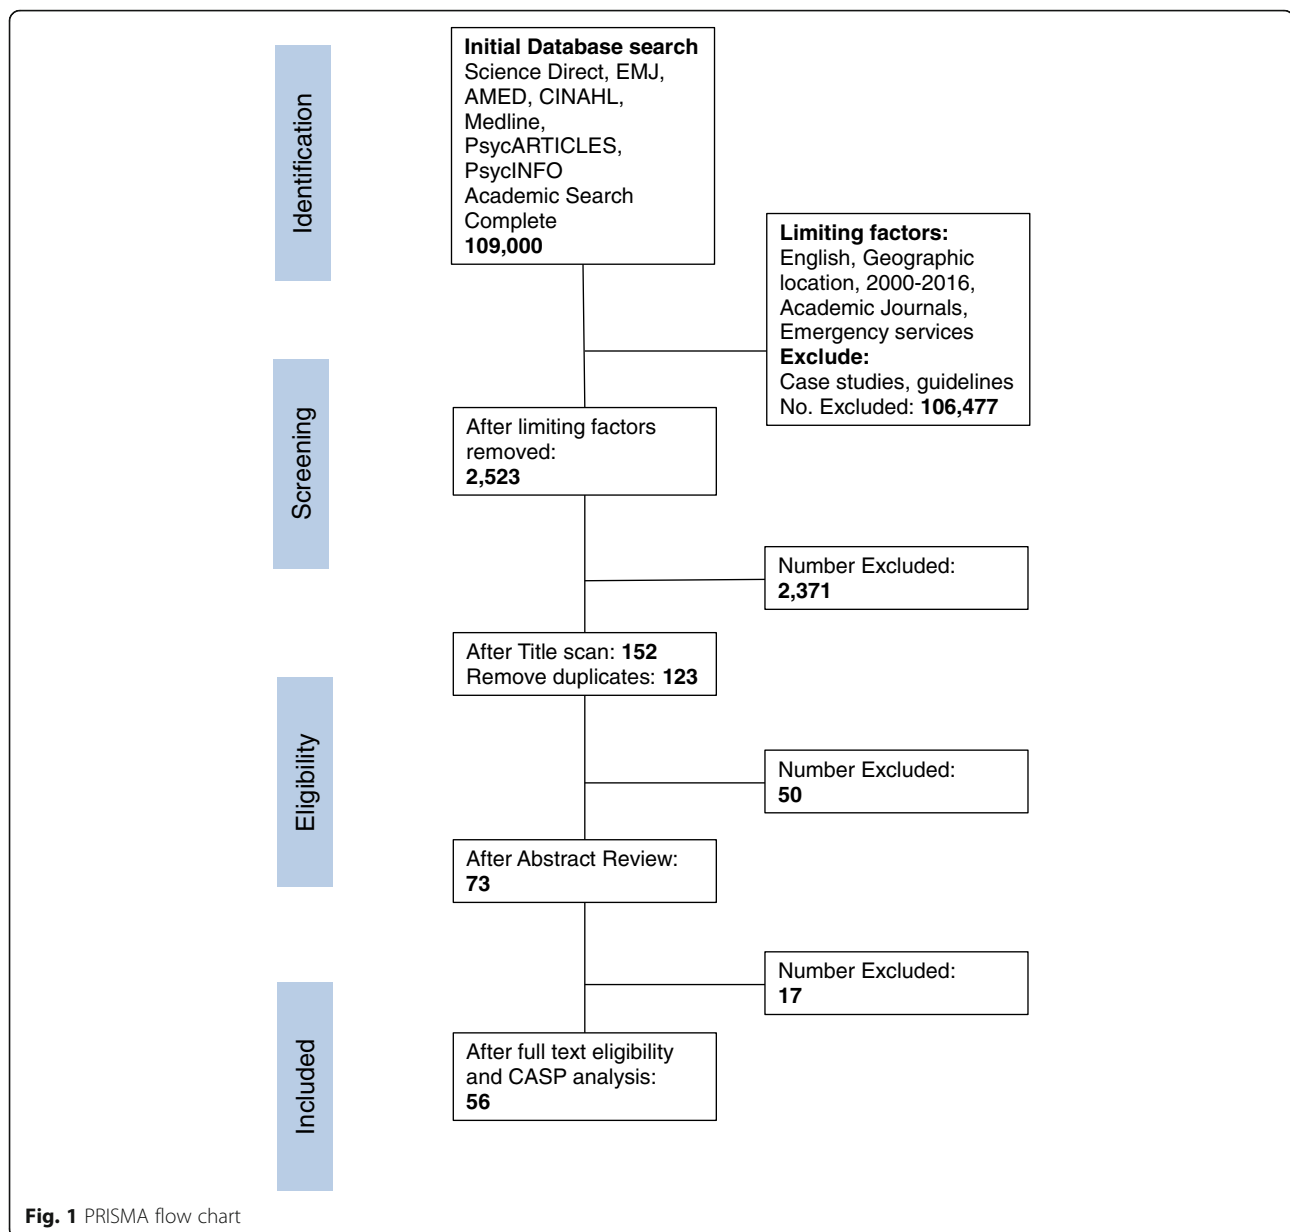 Identification
Initial Database search
Science Direct, EMJ,
AMED, CINAHL,
Medline,
PsycARTICLES,
PsycINFO
Academic Search
Complete
109,000
Limiting factors:
English, Geographic
location, 2000-2016,
Academic Journals,
Emergency services
Exclude:
Case studies, guidelines
No. Excluded: 106,477
Screening
After limiting factors
removed:
2,523
Number Excluded:
2,371
After Title scan: 152
Remove duplicates: 123
Eligibility
Number Excluded:
50
After Abstract Review:
73
Number Excluded:
17
Included
After full text eligibility
and CASP analysis:
56
Fig. 1 PRISMA flow chart